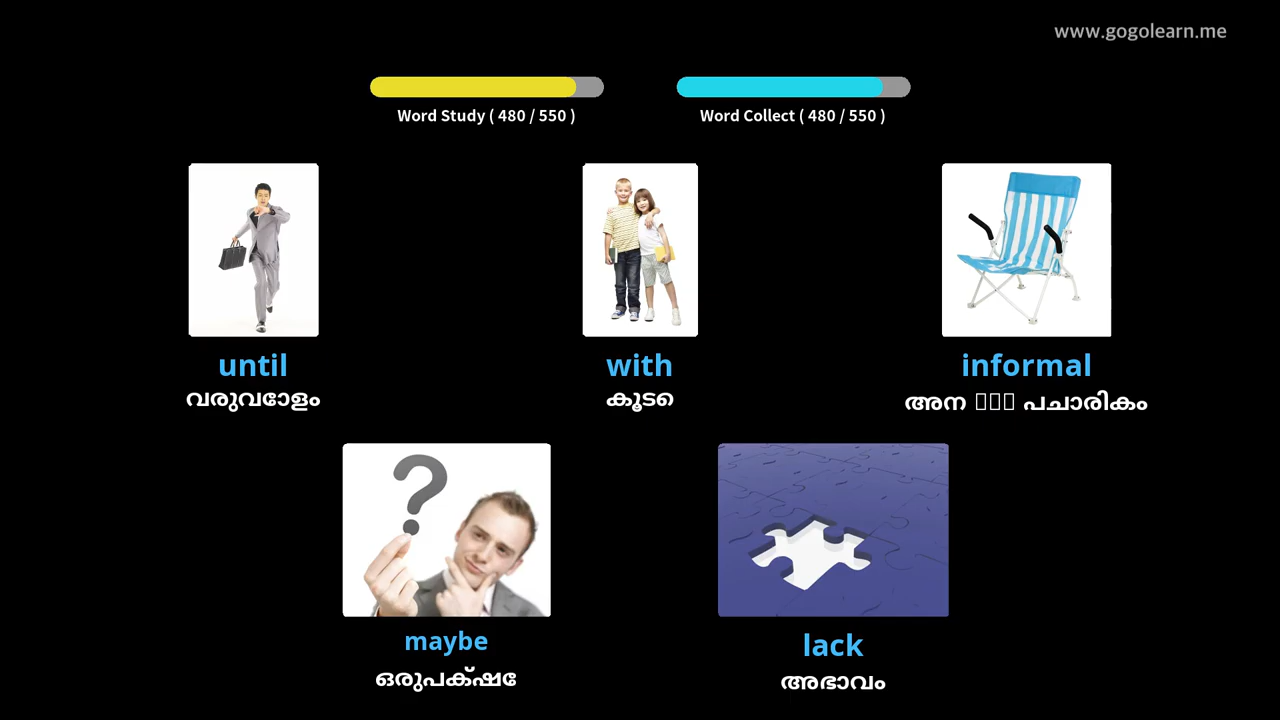 www.gogolearn.me
Word Study ( 480 / 550 )
Word Collect ( 480 / 550 )
until
വരുവോളം
with
കൂടെ
informal
അന പചാരികം
maybe
ഒരുപക്ഷേ
lack
അഭാവം